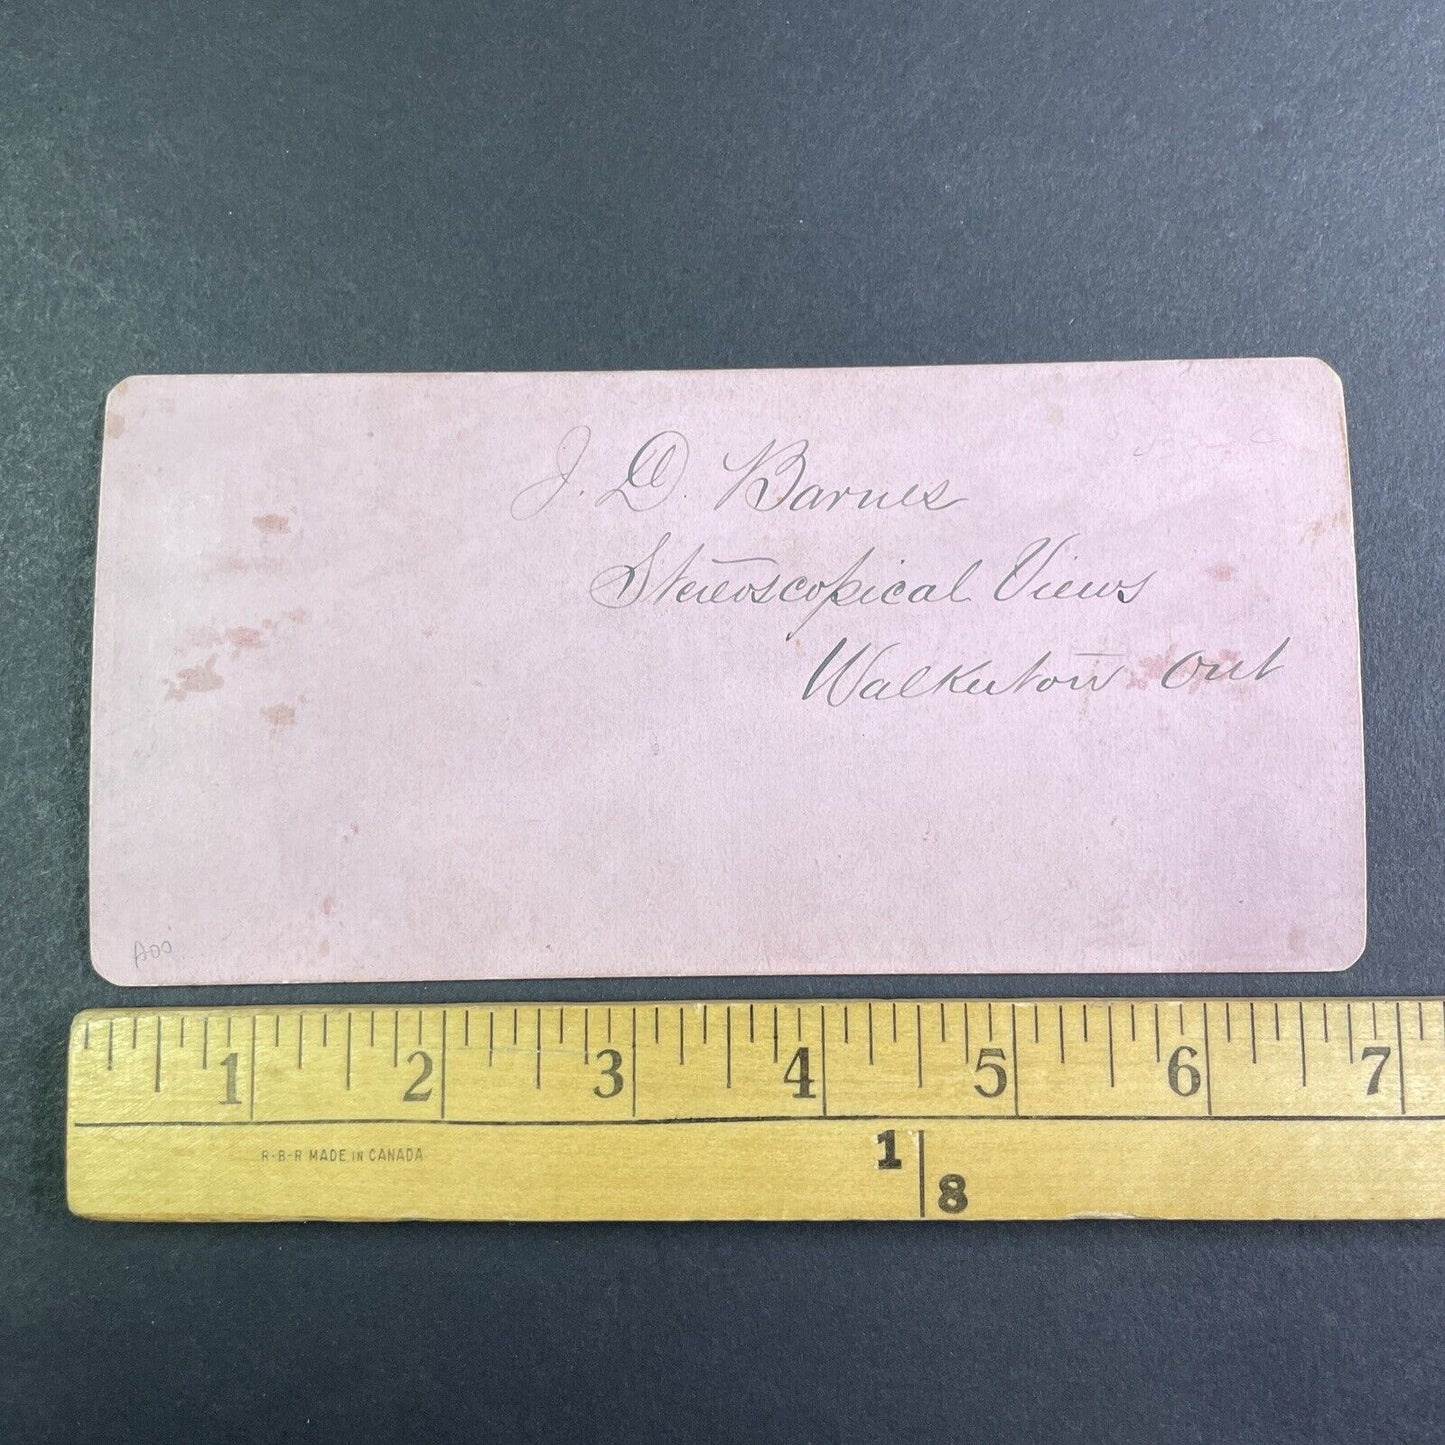 J. D. Barnes
Stereoscopical Views
Walkerton Ont
A00
1 2 3 4 5 6 7
R-B-R MADE IN CANADA
1
8